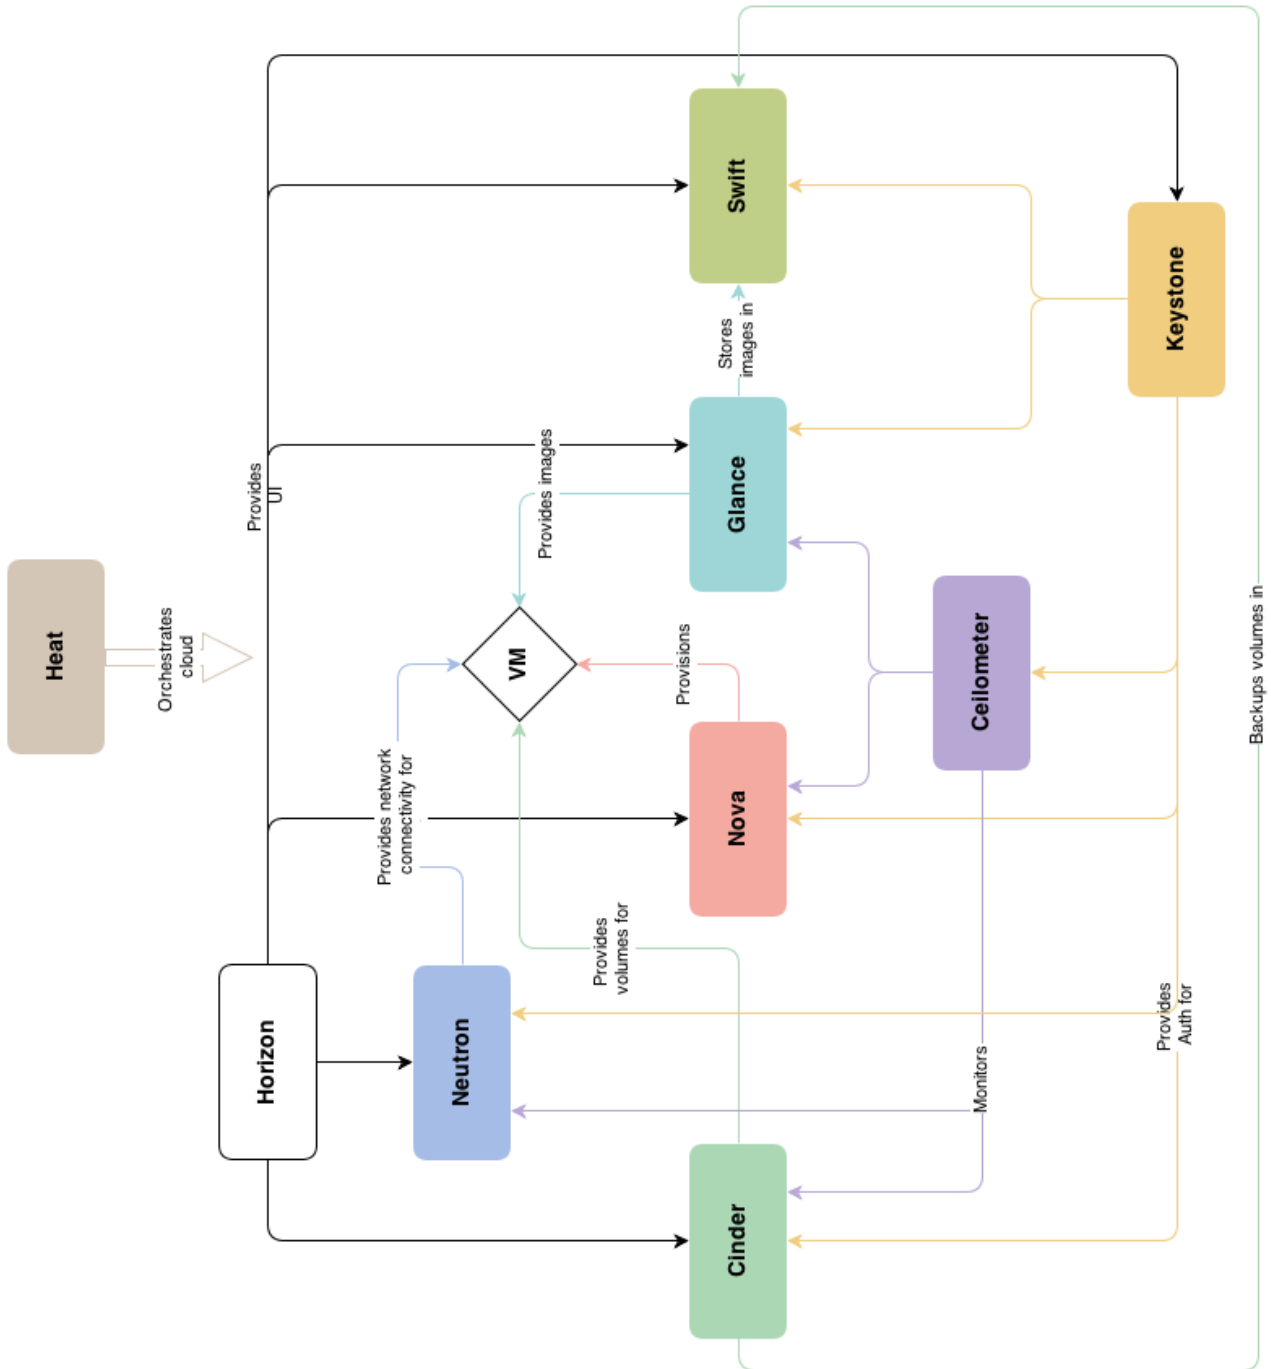 Heat
Orchestrates
cloud
Provides
UI
Horizon
Neutron
Provides network
connectivity for
VM
Provides images
Provisions
Provides
volumes for
Cinder
Nova
Glance
Stores
images in
Swift
Ceilometer
Monitors
Keystone
Provides
Auth for
Backups volumes in